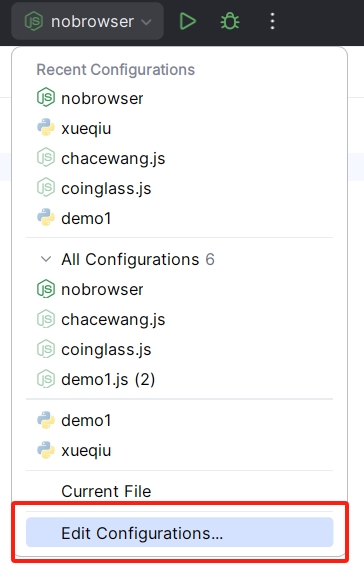 nobrowser
Recent Configurations
nobrowser
xueqiu
chacewang.js
coinglass.js
demo1
All Configurations 6
nobrowser
chacewang.js
coinglass.js
demo1.js (2)
demo1
xueqiu
Current File
Edit Configurations...